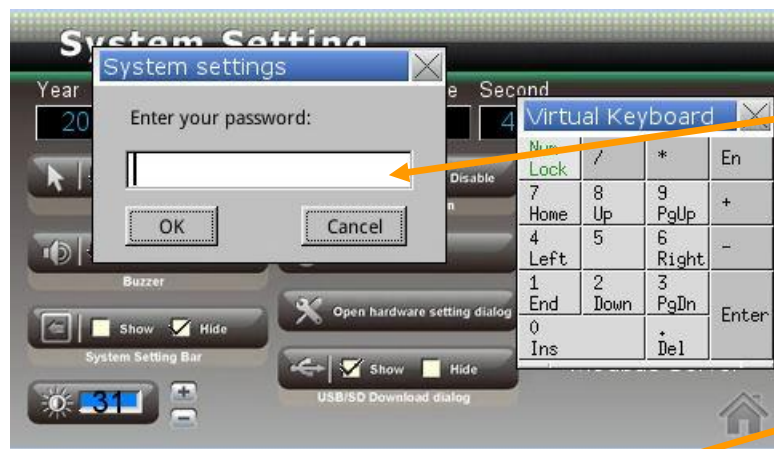 System Setting
System settings
Year
Second
20
4
Enter your password:
OK
Cancel
Disable
Buzzer
Show
Hide
System Setting Bar
Open hardware setting dialog
Show
Hide
USB/SD Download dialog
31
Virtual Keyboard
Num Lock
/
*
En
7 Home
8 Up
9 PgUp
+
4 Left
5
6 Right
-
1 End
2 Down
3 PgDn
Enter
0 Ins
. Del